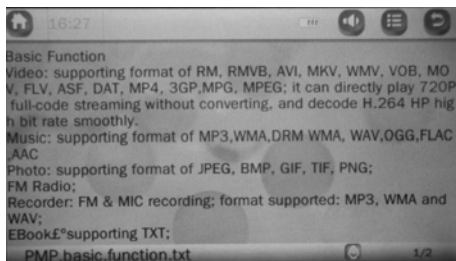 16:27
Basic Function
Video: supporting format of RM, RMVB, AVI, MKV, WMV, VOB, MO
V, FLV, ASF, DAT, MP4, 3GP,MPG, MPEG; it can directly play 720P
full-code streaming without converting, and decode H.264 HP hig
h bit rate smoothly.
Music: supporting format of MP3,WMA,DRM WMA, WAV,OGG,FLAC
,AAC
Photo: supporting format of JPEG, BMP, GIF, TIF, PNG;
FM Radio;
Recorder: FM & MIC recording; format supported: MP3, WMA and
WAV;
EBook£ºsupporting TXT;
PMP.basic.function.txt 1/2